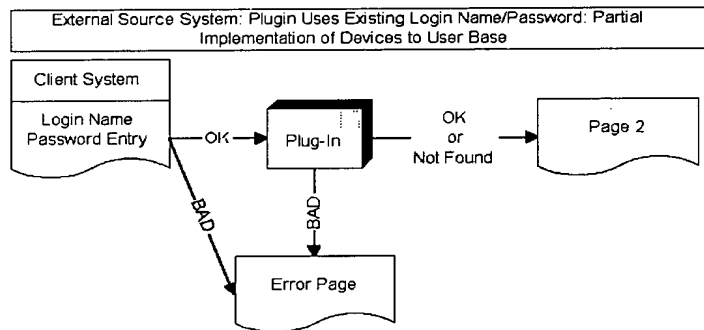 External Source System: Plugin Uses Existing Login Name/Password: Partial
Implementation of Devices to User Base
Client System
Login Name
Password Entry
OK
Plug-In
OK
or
Not Found
Page 2
BAD
BAD
Error Page